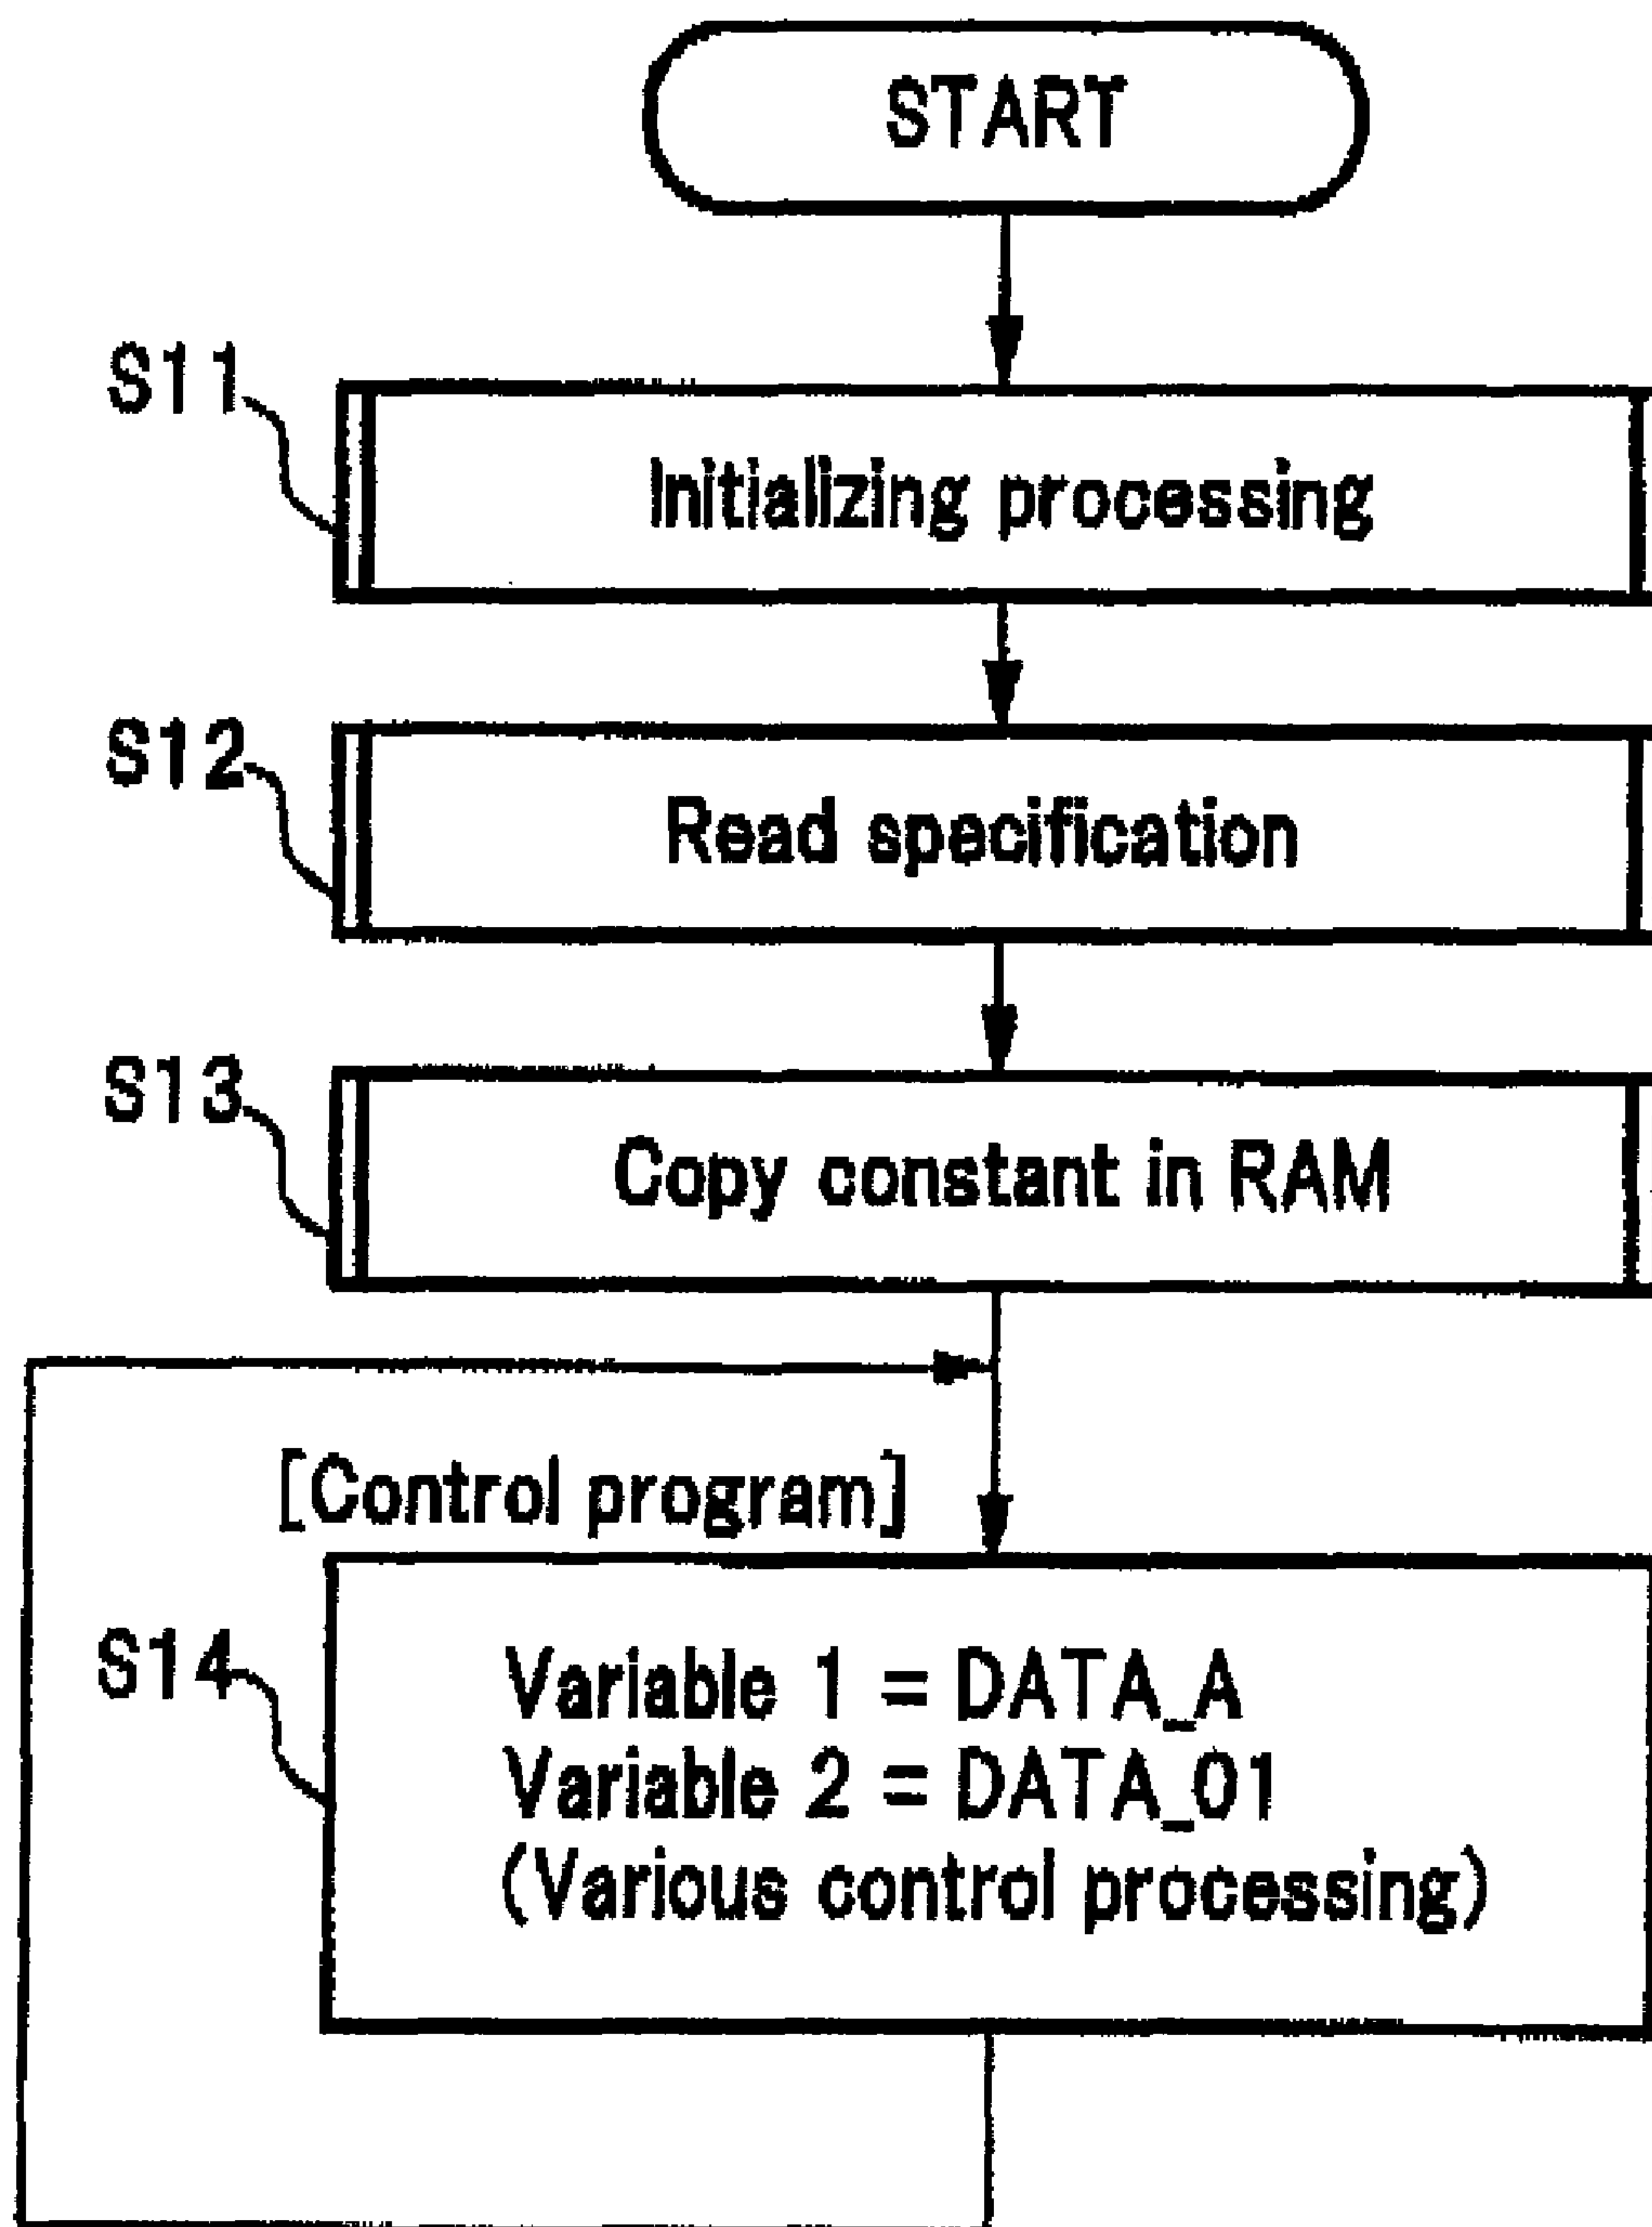 START
S11
Initializing processing
S12
Read specification
S13
Copy constant in RAM
[Control program]
S14
Variable 1 = DATA_A
Variable 2 = DATA_01
(Various control processing)